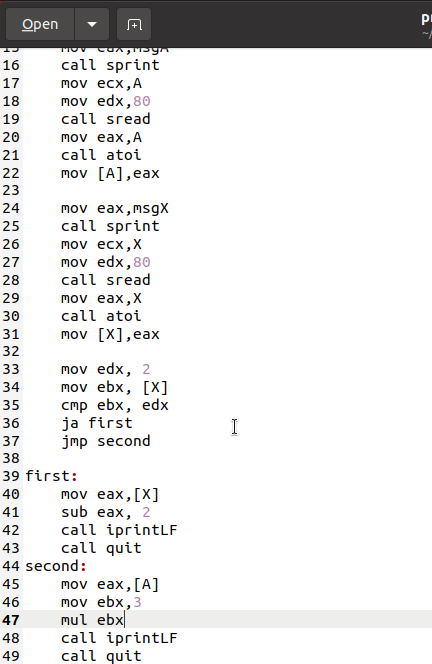 Open
15 mov eax,msgA
16 call sprint
17 mov ecx,A
18 mov edx,80
19 call sread
20 mov eax,A
21 call atoi
22 mov [A],eax
23
24 mov eax,msgX
25 call sprint
26 mov ecx,X
27 mov edx,80
28 call sread
29 mov eax,X
30 call atoi
31 mov [X],eax
32
33 mov edx, 2
34 mov ebx, [X]
35 cmp ebx, edx
36 ja first
37 jmp second
38
39 first:
40 mov eax,[X]
41 sub eax, 2
42 call iprintLF
43 call quit
44 second:
45 mov eax,[A]
46 mov ebx,3
47 mul ebx
48 call iprintLF
49 call quit